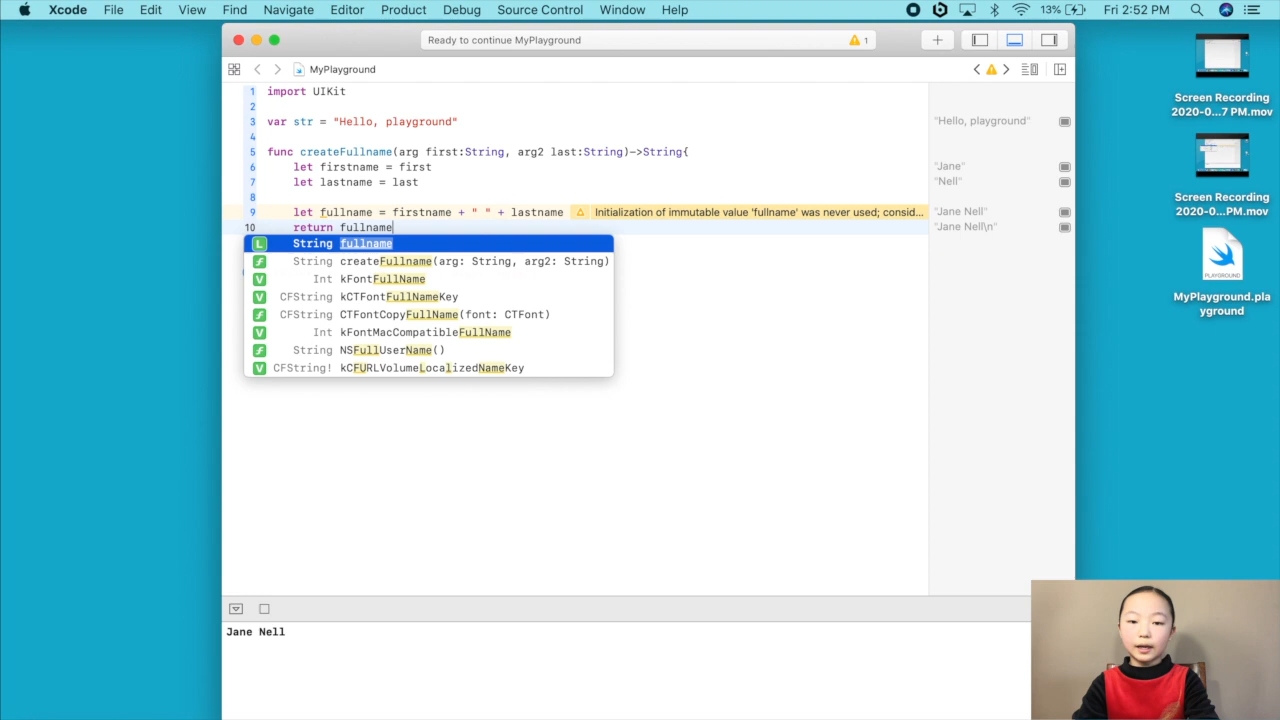 Xcode File Edit View Find Navigate Editor Product Debug Source Control Window Help 13% Fri 2:52 PM
Ready to continue MyPlayground 1
MyPlayground
1 import UIKit
2
3 var str = "Hello, playground" "Hello, playground"
4
5 func createFullname(arg first:String, arg2 last:String)->String{
6 let firstname = first "Jane"
7 let lastname = last "Nell"
8
9 let fullname = firstname + " " + lastname Initialization of immutable value 'fullname' was never used; consid... "Jane Nell"
10 return fullname "Jane Nell\n"
L String fullname
f String createFullname(arg: String, arg2: String)
V Int kFontFullName
V CFString kCTFontFullNameKey
f CFString CTFontCopyFullName(font: CTFont)
V Int kFontMacCompatibleFullName
f String NSFullUserName()
V CFString! kCFURLVolumeLocalizedNameKey
Jane Nell
Screen Recording
2020-0...7 PM.mov
Screen Recording
2020-0...PM.mov
PLAYGROUND
MyPlayground.pla
yground